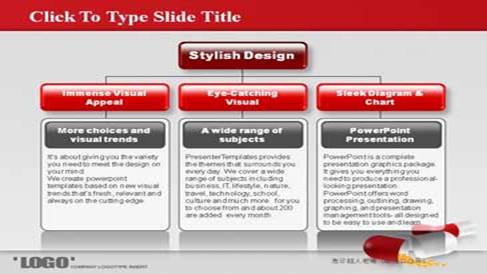 Click To Type Slide Title
Stylish Design
Immense Visual
Appeal
Eye-Catching
Visual
Sleek Diagram &
Chart
More choices and
visual trends
It's about giving you the variety
you need to meet the design on
your mind.
We create powerpoint
templates based on new visual
trends that's fresh, relevant and
always on the cutting edge.
A wide range of
subjects
PresenterTemplates provides
the themes that surrounds you
every day. We cover a wide
range of subjects including
business, IT, lifestyle, nature,
travel, technology, school,
culture and much more. for you
to choose from and about 200
are added every month
PowerPoint
Presentation
PowerPoint is a complete
presentation graphics package.
It gives you everything you
need to produce a professional-
looking presentation
PowerPoint offers word
processing, outlining, drawing,
graphing, and presentation
management tools- all designed
to be easy to use and learn
"LOGO"
COMPANY LOGOTYPE INSERT